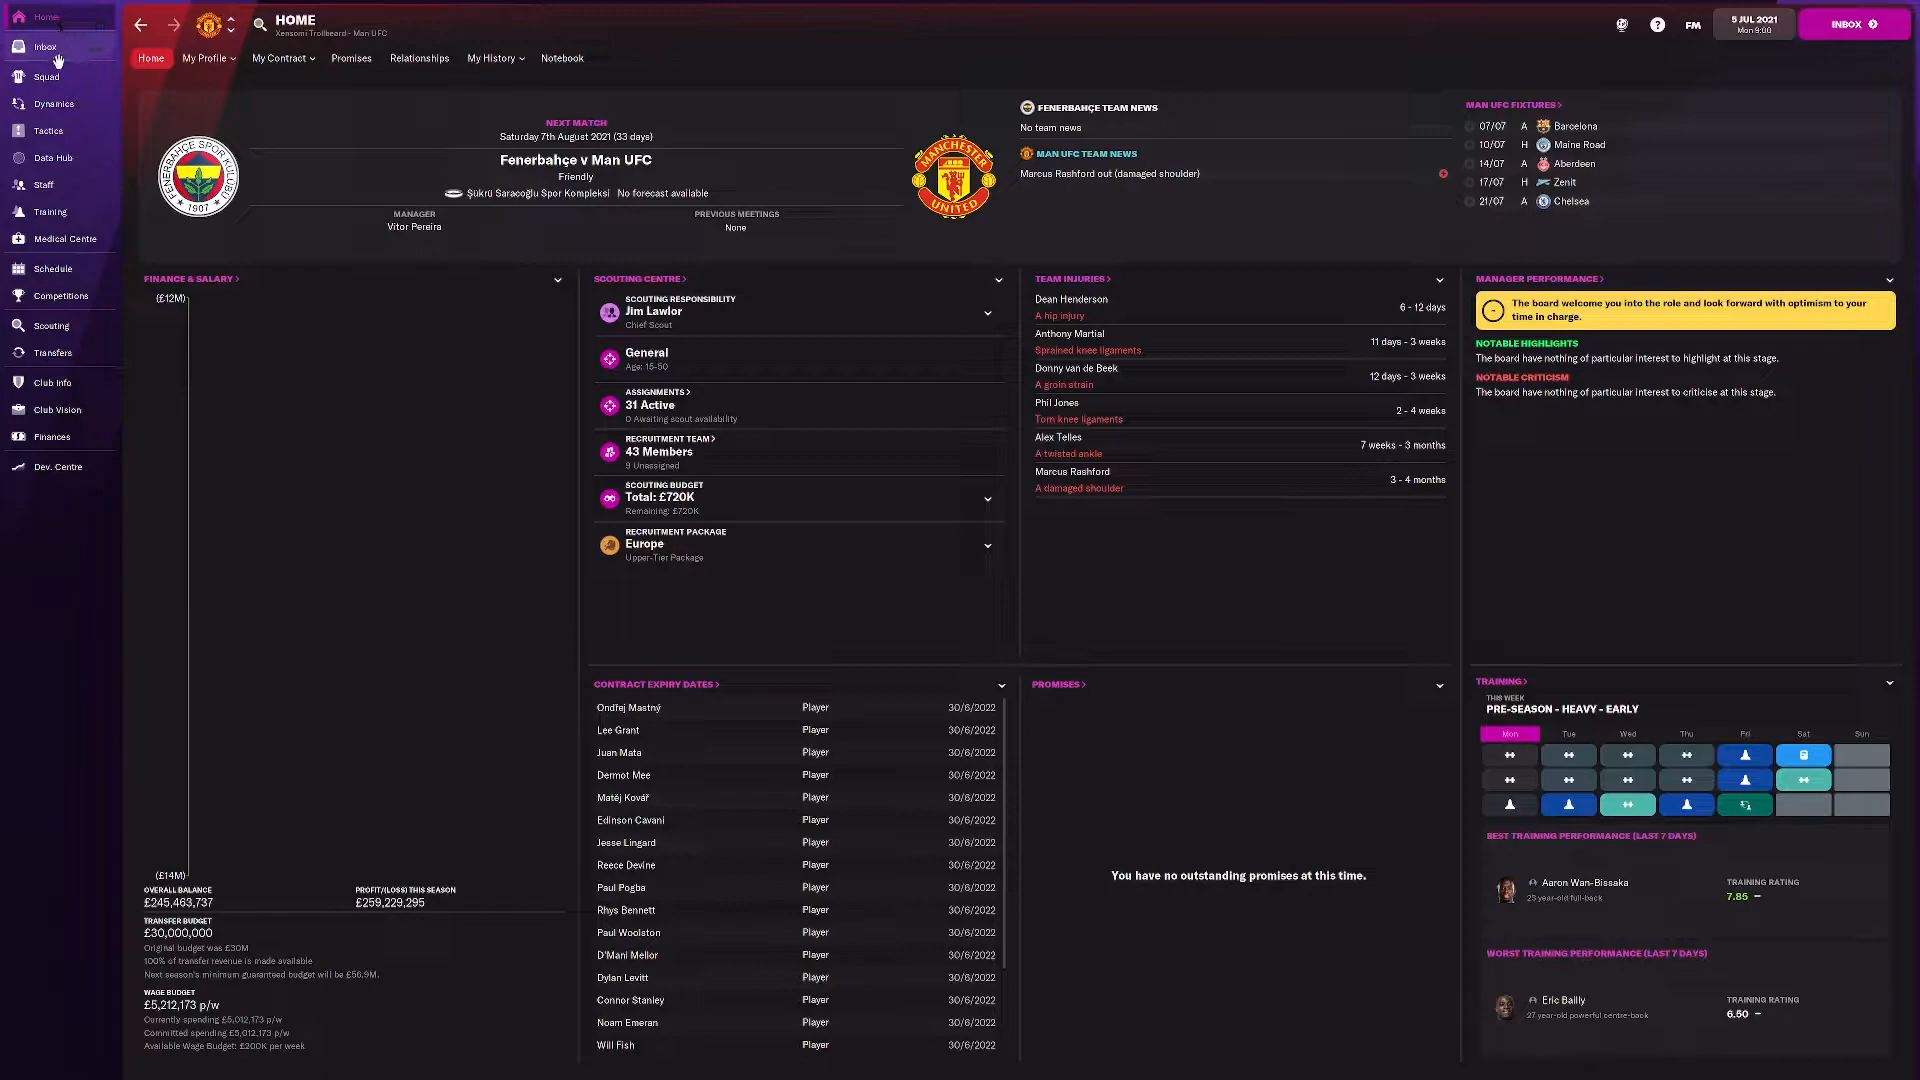 Home
Inbox
Squad
Dynamics
Tactics
Data Hub
Staff
Training
Medical Centre
Schedule
Competitions
Scouting
Transfers
Club Info
Club Vision
Finances
Dev. Centre
HOME
Xensomi Trollbeard - Man UFC
FM
5 JUL 2021
Mon 9:00
INBOX
Home
My Profile
My Contract
Promises
Relationships
My History
Notebook
NEXT MATCH
Saturday 7th August 2021 (33 days)
Fenerbahçe v Man UFC
Friendly
Şükrü Saracoğlu Spor Kompleksi No forecast available
MANAGER
Vítor Pereira
PREVIOUS MEETINGS
None
FENERBAHÇE SPOR KULÜBÜ
1907
MANCHESTER
UNITED
FENERBAHÇE TEAM NEWS
No team news
MAN UFC TEAM NEWS
Marcus Rashford out (damaged shoulder)
MAN UFC FIXTURES >
07/07 A Barcelona
10/07 H Maine Road
14/07 A Aberdeen
17/07 H Zenit
21/07 A Chelsea
FINANCE & SALARY >
(£12M)
(£14M)
OVERALL BALANCE
£245,463,737
PROFIT/(LOSS) THIS SEASON
£259,229,295
TRANSFER BUDGET
£30,000,000
Original budget was £30M
100% of transfer revenue is made available
Next season's minimum guaranteed budget will be £56.9M.
WAGE BUDGET
£5,212,173 p/w
Currently spending £5,012,173 p/w
Committed spending £5,012,173 p/w
Available Wage Budget: £200K per week
SCOUTING CENTRE >
SCOUTING RESPONSIBILITY
Jim Lawlor
Chief Scout
General
Age: 15-50
ASSIGNMENTS >
31 Active
0 Awaiting scout availability
RECRUITMENT TEAM >
43 Members
9 Unassigned
SCOUTING BUDGET
Total: £720K
Remaining: £720K
RECRUITMENT PACKAGE
Europe
Upper-Tier Package
TEAM INJURIES >
Dean Henderson
A hip injury
6 - 12 days
Anthony Martial
Sprained knee ligaments
11 days - 3 weeks
Donny van de Beek
A groin strain
12 days - 3 weeks
Phil Jones
Torn knee ligaments
2 - 4 weeks
Alex Telles
A twisted ankle
7 weeks - 3 months
Marcus Rashford
A damaged shoulder
3 - 4 months
MANAGER PERFORMANCE >
The board welcome you into the role and look forward with optimism to your
time in charge.
NOTABLE HIGHLIGHTS
The board have nothing of particular interest to highlight at this stage.
NOTABLE CRITICISM
The board have nothing of particular interest to criticise at this stage.
CONTRACT EXPIRY DATES >
Ondřej Mastný Player 30/6/2022
Lee Grant Player 30/6/2022
Juan Mata Player 30/6/2022
Dermot Mee Player 30/6/2022
Matěj Kovář Player 30/6/2022
Edinson Cavani Player 30/6/2022
Jesse Lingard Player 30/6/2022
Reece Devine Player 30/6/2022
Paul Pogba Player 30/6/2022
Rhys Bennett Player 30/6/2022
Paul Woolston Player 30/6/2022
D'Mani Mellor Player 30/6/2022
Dylan Levitt Player 30/6/2022
Connor Stanley Player 30/6/2022
Noam Emeran Player 30/6/2022
Will Fish Player 30/6/2022
PROMISES >
You have no outstanding promises at this time.
TRAINING >
THIS WEEK
PRE-SEASON - HEAVY - EARLY
Mon Tue Wed Thu Fri Sat Sun
BEST TRAINING PERFORMANCE (LAST 7 DAYS)
Aaron Wan-Bissaka
23 year-old full-back
TRAINING RATING
7.85 –
WORST TRAINING PERFORMANCE (LAST 7 DAYS)
Eric Bailly
27 year-old powerful centre-back
TRAINING RATING
6.50 –